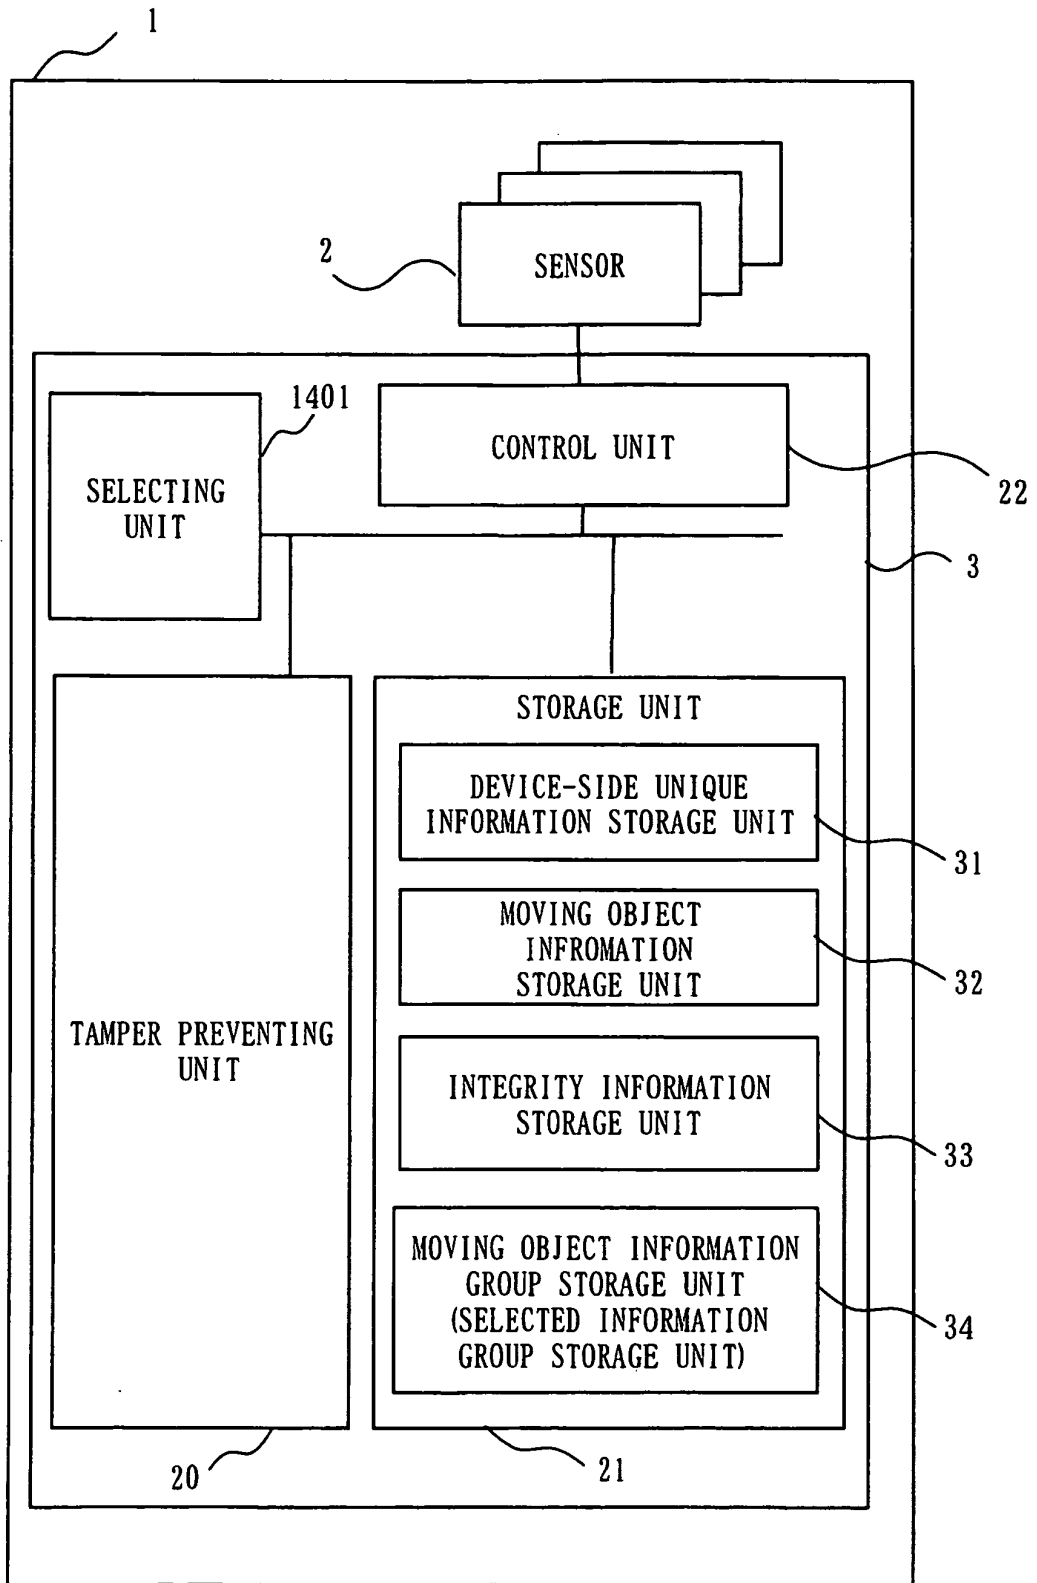 1
2
SENSOR
1401
CONTROL UNIT
22
SELECTING
UNIT
3
STORAGE UNIT
DEVICE-SIDE UNIQUE
INFORMATION STORAGE UNIT
31
MOVING OBJECT
INFROMATION
STORAGE UNIT
32
TAMPER PREVENTING
UNIT
INTEGRITY INFORMATION
STORAGE UNIT
33
MOVING OBJECT INFORMATION
GROUP STORAGE UNIT
(SELECTED INFORMATION
GROUP STORAGE UNIT)
34
20
21